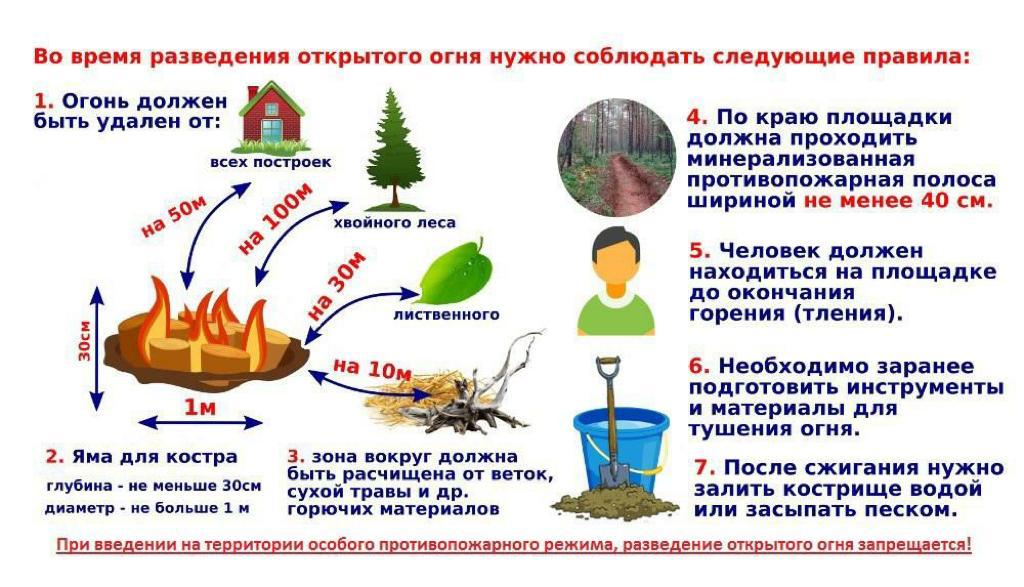 Во время разведения открытого огня нужно соблюдать следующие правила:
1. Огонь должен
быть удален от:
всех построек
на 50м
на 100м
хвойного леса
на 30м
лиственного
на 10м
30см
1м
2. Яма для костра
глубина - не меньше 30см
диаметр - не больше 1 м
3. зона вокруг должна
быть расчищена от веток,
сухой травы и др.
горючих материалов
4. По краю площадки
должна проходить
минерализованная
противопожарная полоса
шириной не менее 40 см.
5. Человек должен
находиться на площадке
до окончания
горения (тления).
6. Необходимо заранее
подготовить инструменты
и материалы для
тушения огня.
7. После сжигания нужно
залить кострище водой
или засыпать песком.
При введении на территории особого противопожарного режима, разведение открытого огня запрещается!